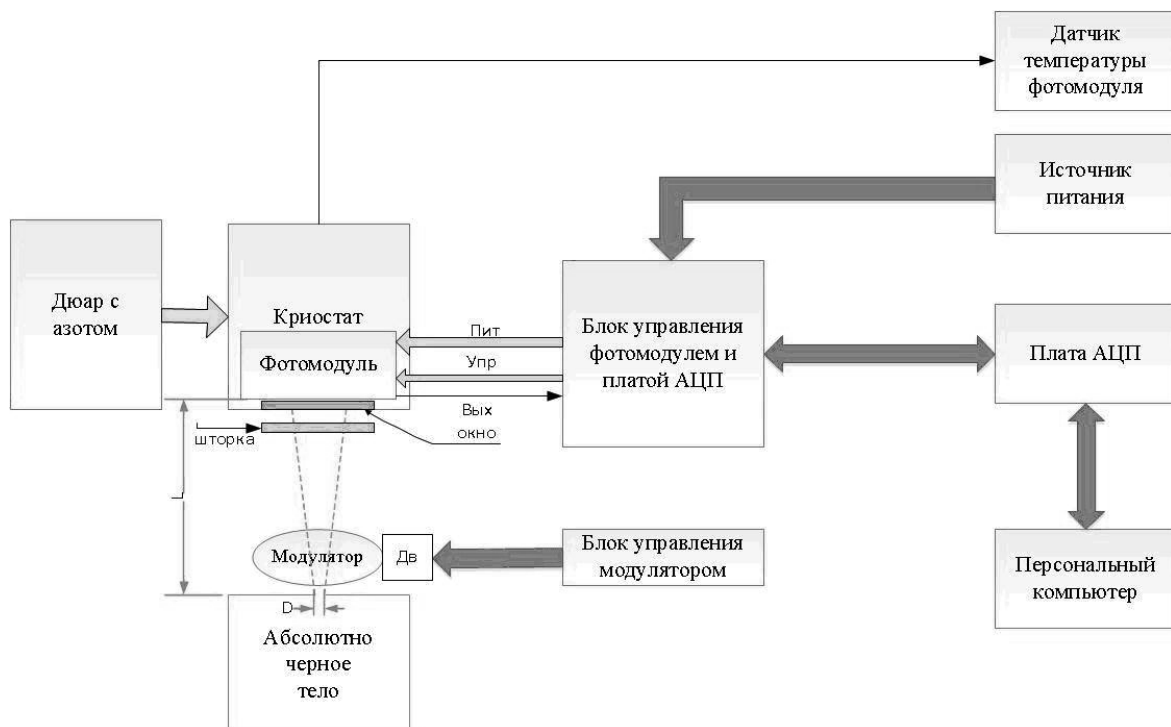 Датчик
температуры
фотомодуля
Источник
питания
Дюар с
азотом
Криостат
Фотомодуль
Пит
Упр
Вых
окно
шторка
Блок управления
фотомодулем и
платой АЦП
Плата АЦП
L
Модулятор
Дв
Блок управления
модулятором
Персональный
компьютер
D
Абсолютно
черное
тело